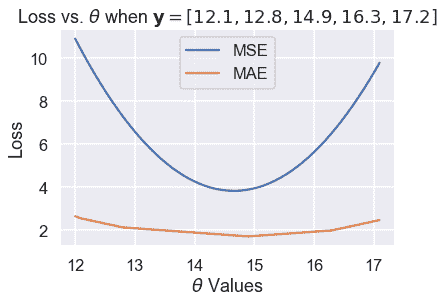 Loss vs. θ when y = [12.1, 12.8, 14.9, 16.3, 17.2]
MSE
MAE
10
8
6
4
2
Loss
12 13 14 15 16 17
θ Values